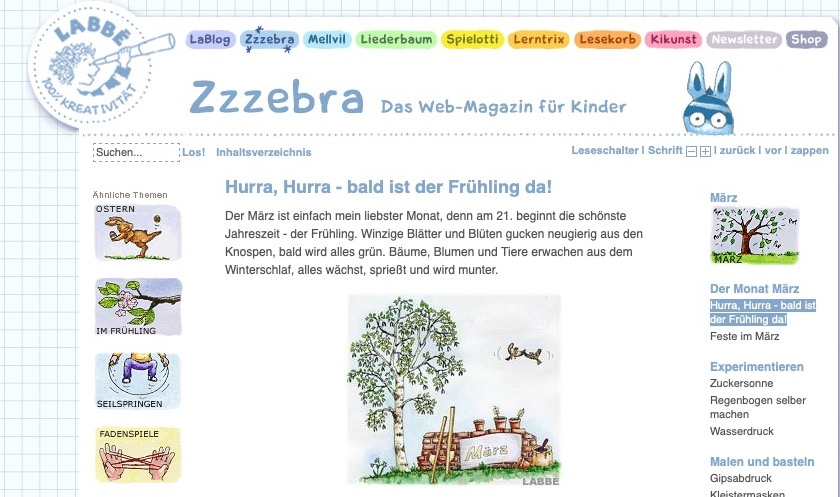 LABBÉ
100% KREATIVITÄT
LaBlog Zzzebra Mellvil Liederbaum Spielotti Lerntrix Lesekorb Kikunst Newsletter Shop
Zzzebra Das Web-Magazin für Kinder
Suchen... Los! Inhaltsverzeichnis
Leseschalter | Schrift | zurück | vor | zappen
Ähnliche Themen
OSTERN
IM FRÜHLING
SEILSPRINGEN
FADENSPIELE
Hurra, Hurra - bald ist der Frühling da!
Der März ist einfach mein liebster Monat, denn am 21. beginnt die schönste
Jahreszeit - der Frühling. Winzige Blätter und Blüten gucken neugierig aus den
Knospen, bald wird alles grün. Bäume, Blumen und Tiere erwachen aus dem
Winterschlaf, alles wächst, sprießt und wird munter.
März
LABBÉ
März
MÄRZ
Der Monat März
Hurra, Hurra - bald ist
der Frühling da!
Feste im März
Experimentieren
Zuckersonne
Regenbogen selber
machen
Wasserdruck
Malen und basteln
Gipsabdruck
Kleistermasken